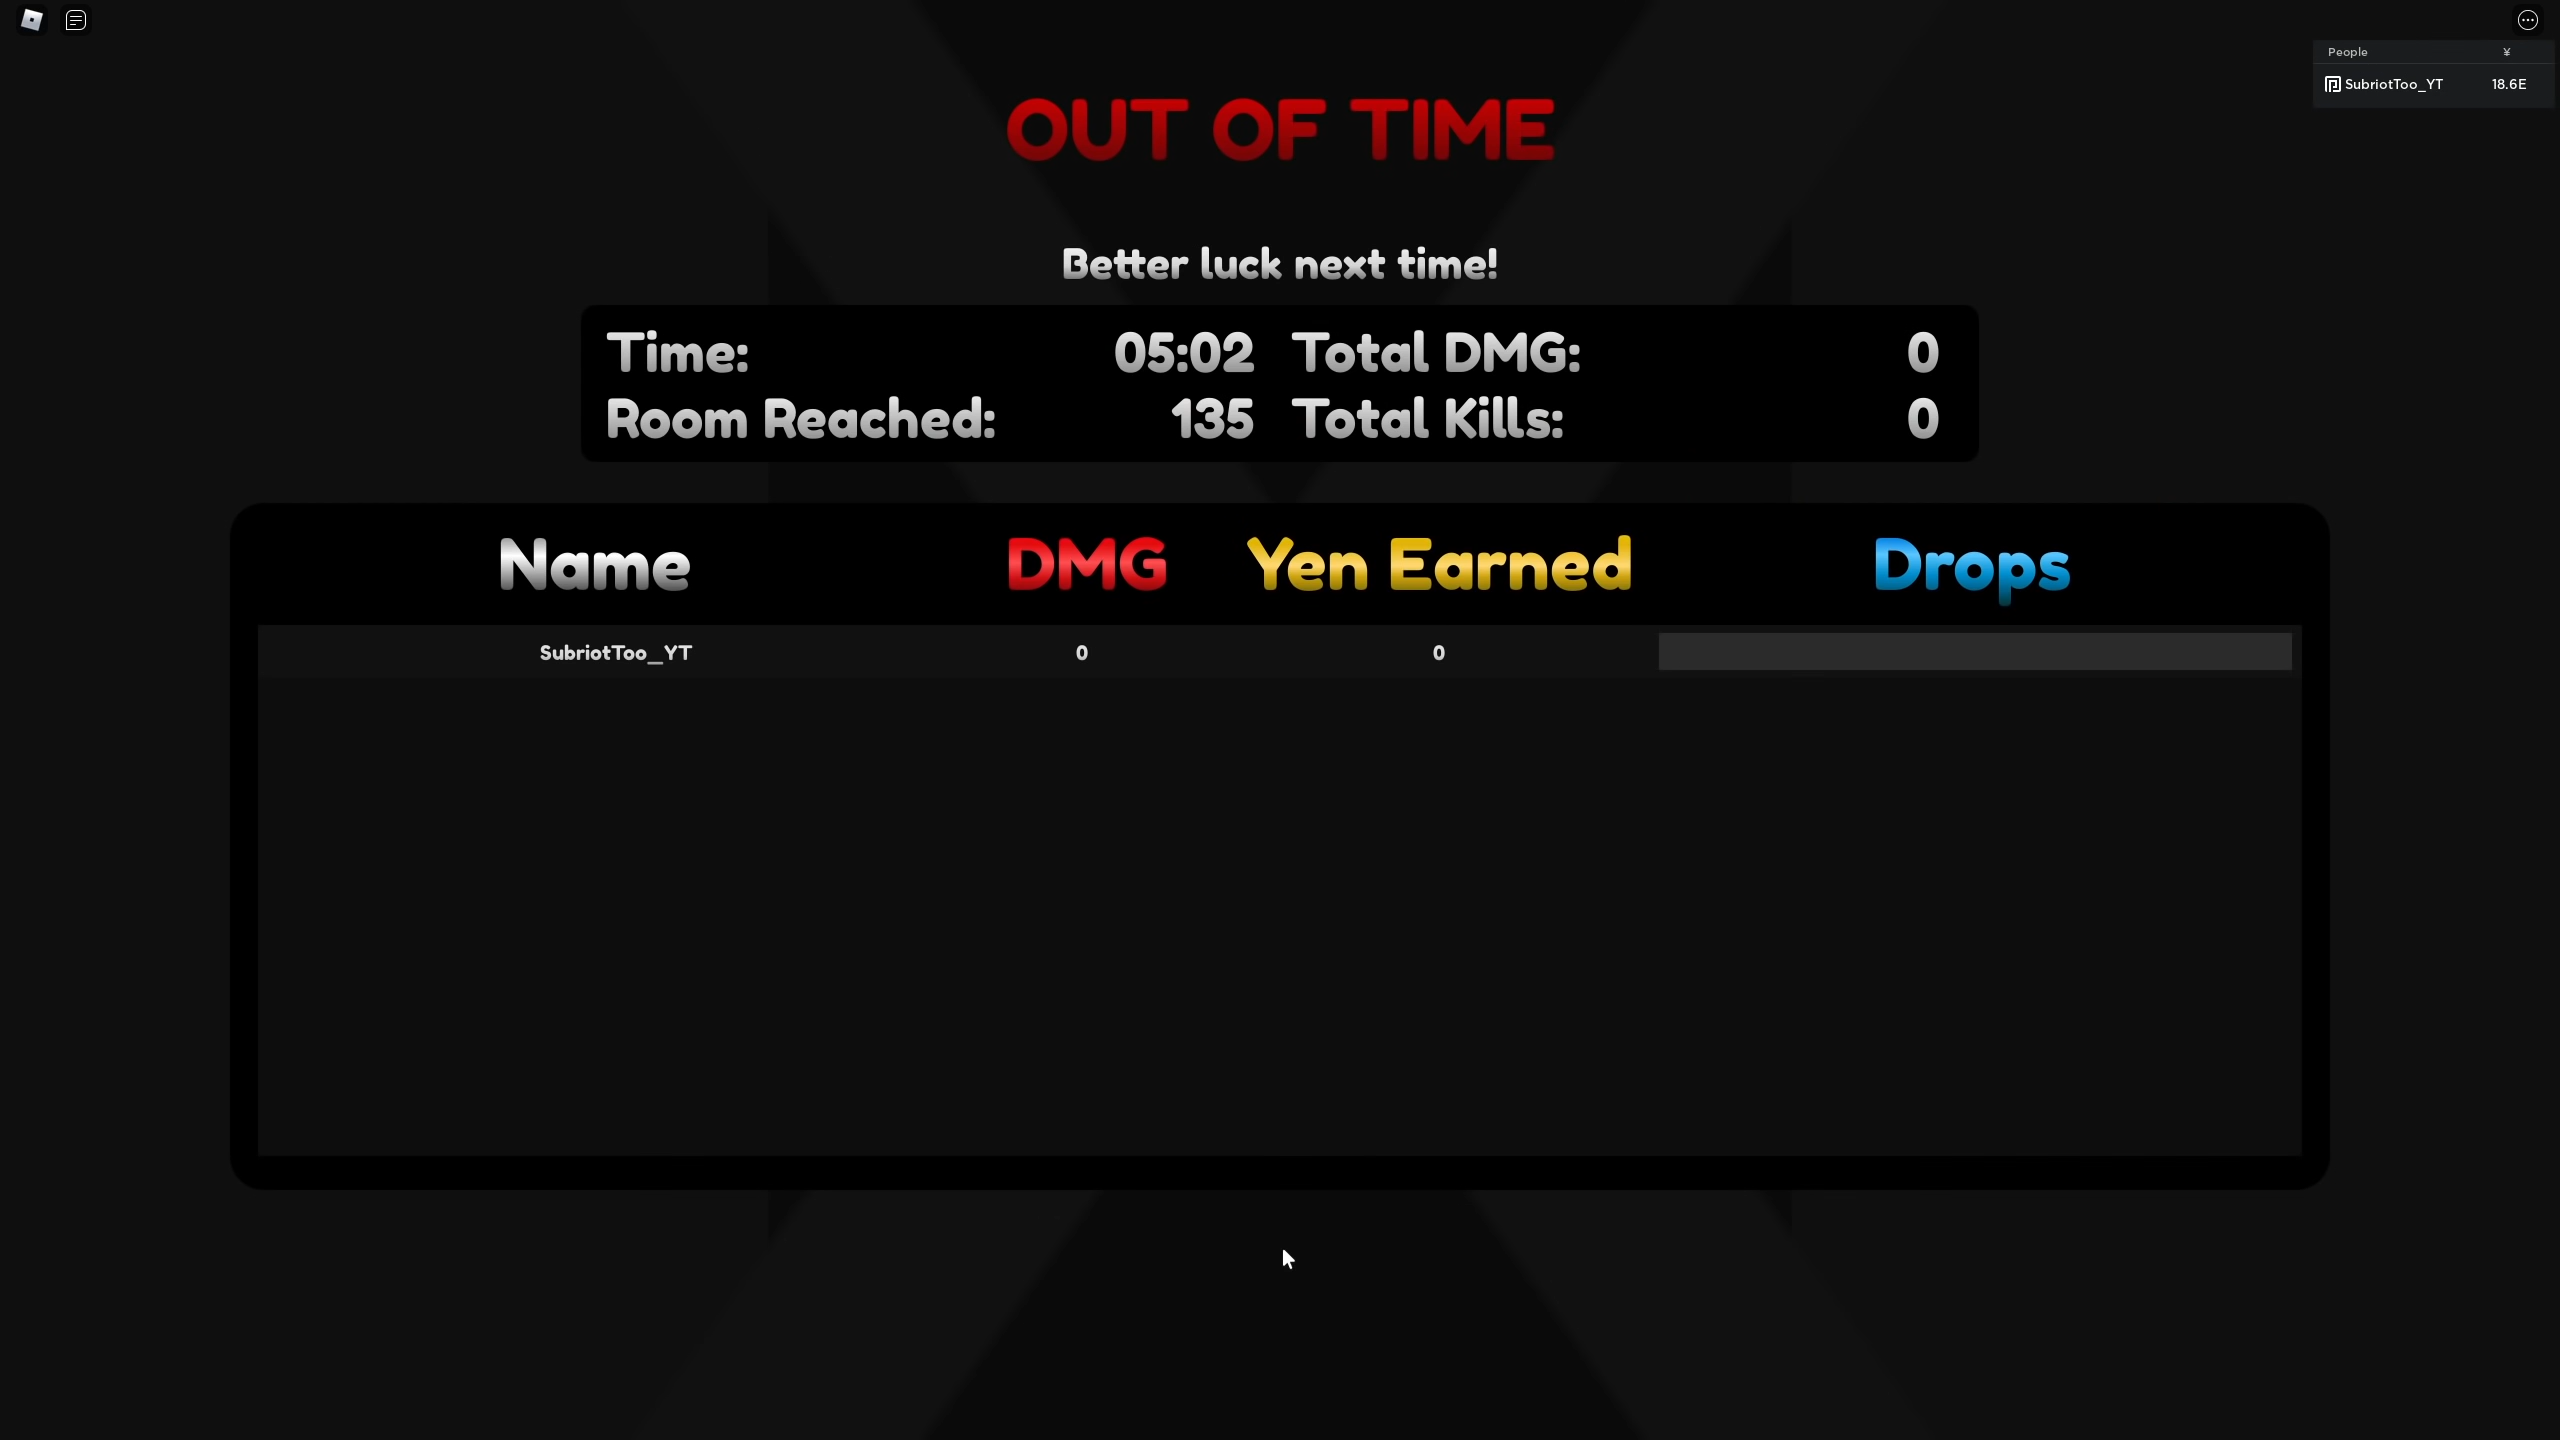 People ¥
SubriotToo_YT 18.6E
OUT OF TIME
Better luck next time!
Time: 05:02 Total DMG: 0
Room Reached: 135 Total Kills: 0
Name DMG Yen Earned Drops
SubriotToo_YT 0 0